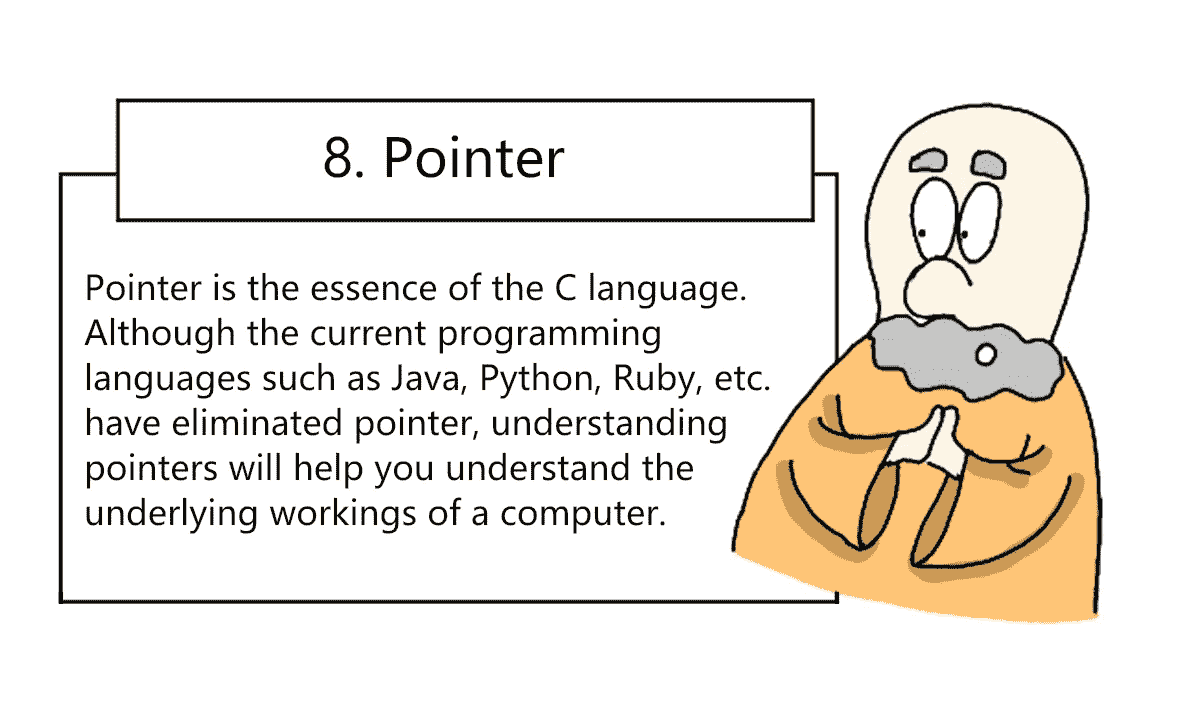 8. Pointer
Pointer is the essence of the C language.
Although the current programming
languages such as Java, Python, Ruby, etc.
have eliminated pointer, understanding
pointers will help you understand the
underlying workings of a computer.